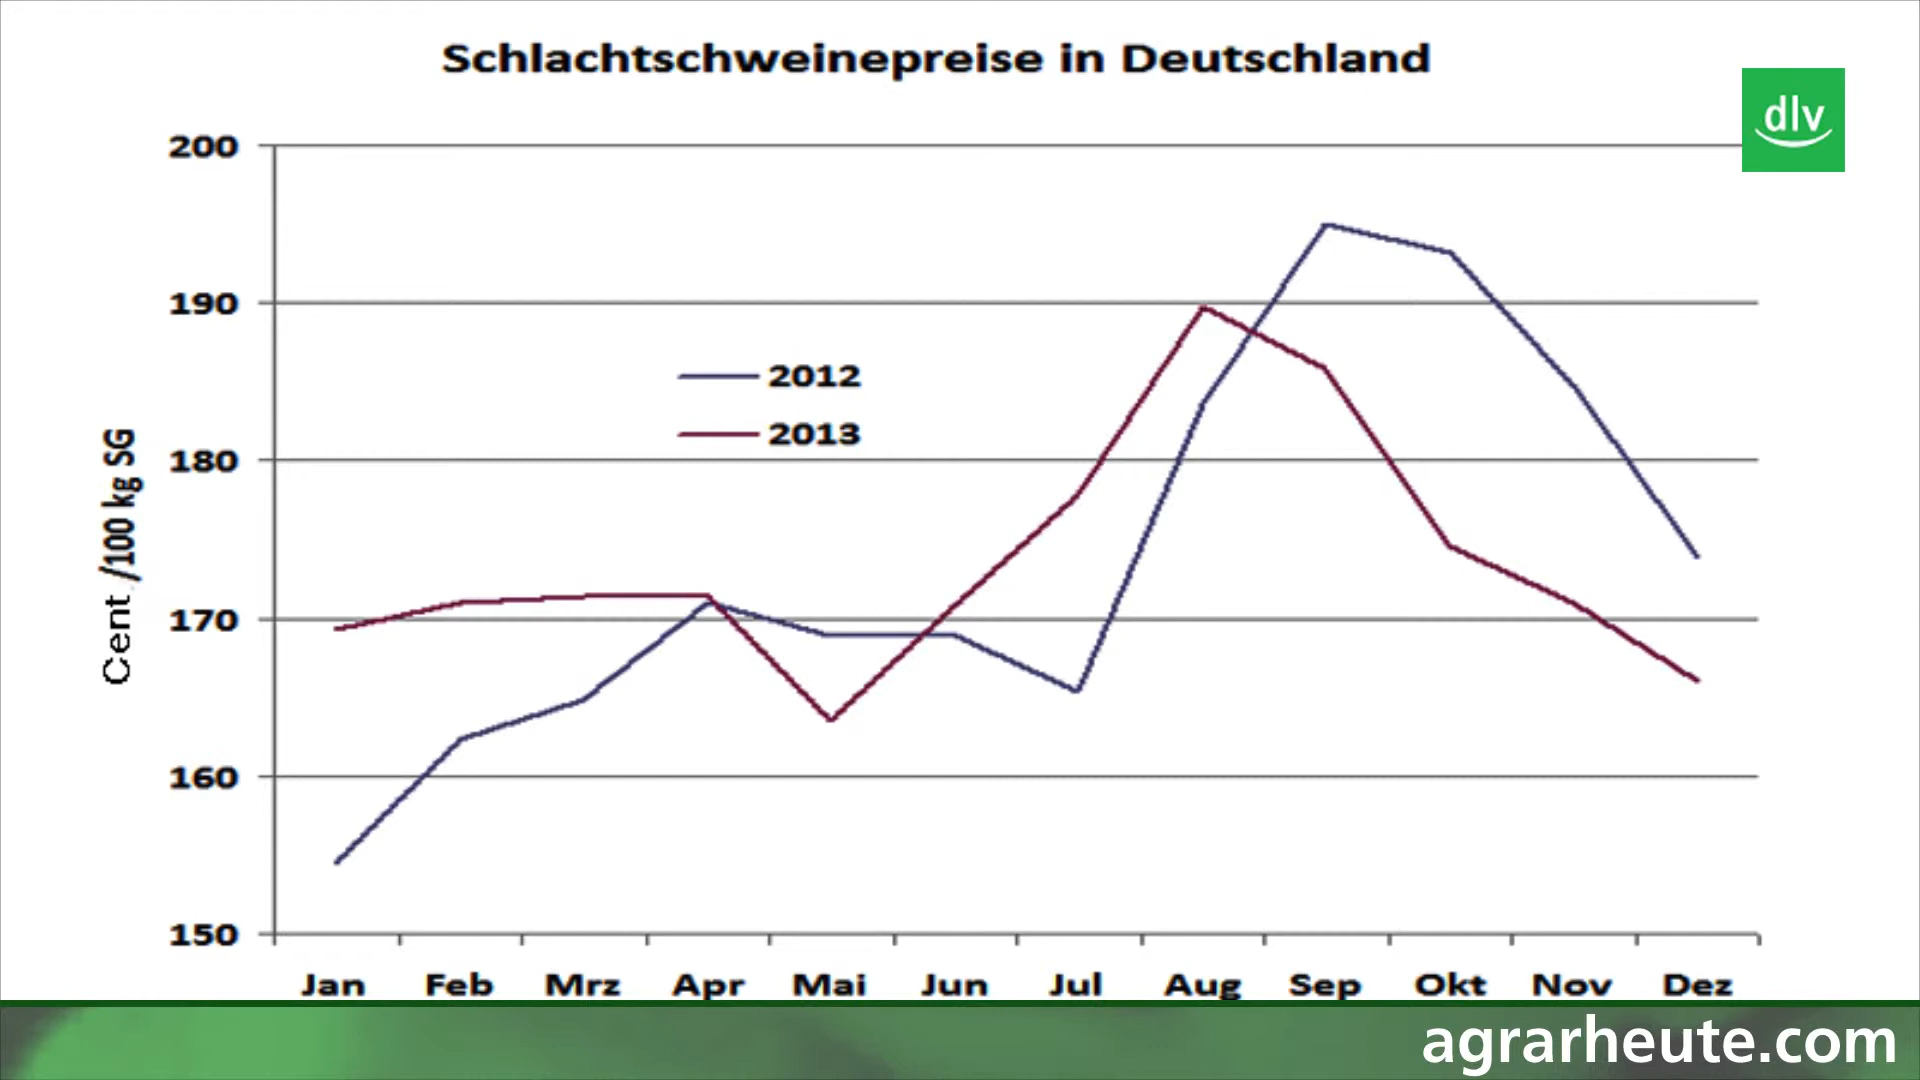 Schlachtschweinepreise in Deutschland
dlv
200
190
180
170
160
150
Cent /100 kg SG
2012
2013
Jan Feb Mrz Apr Mai Jun Jul Aug Sep Okt Nov Dez
agrarheute.com